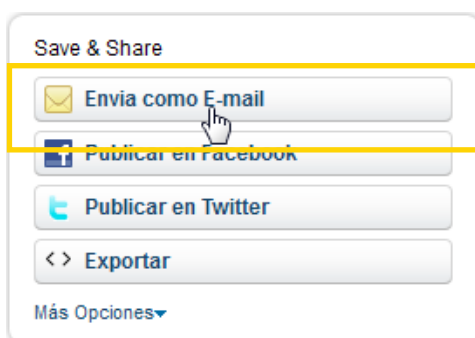 Save & Share
Envia como E-mail
Publicar en Facebook
Publicar en Twitter
Exportar
Más Opciones